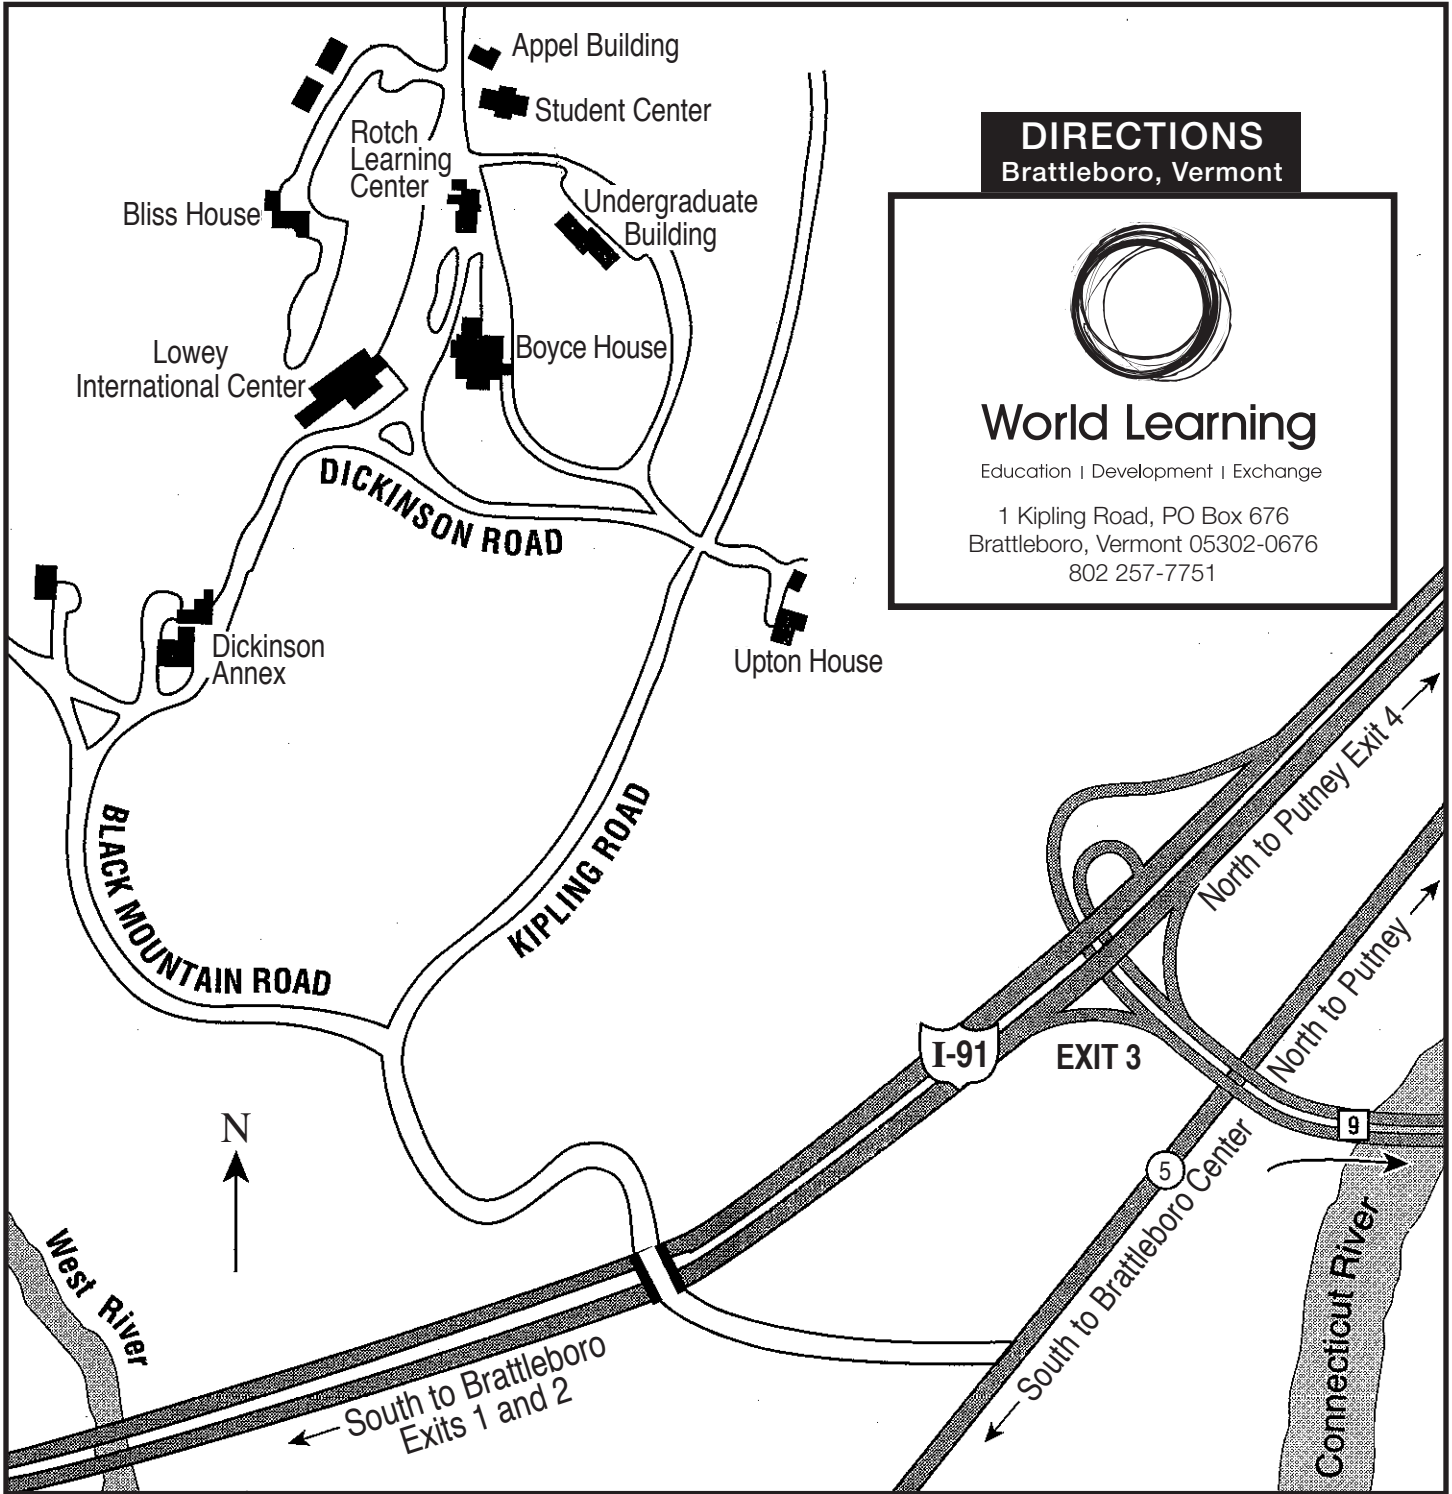 Appel Building
Student Center
Rotch
Learning
Center
Bliss House
Undergraduate
Building
Lowey
International Center
Boyce House
DICKINSON ROAD
Dickinson
Annex
Upton House
BLACK MOUNTAIN ROAD
KIPLING ROAD
DIRECTIONS
Brattleboro, Vermont
World Learning
Education | Development | Exchange
1 Kipling Road, PO Box 676
Brattleboro, Vermont 05302-0676
802 257-7751
North to Putney Exit 4
North to Putney
I-91
EXIT 3
9
5
South to Brattleboro Center
Connecticut River
N
West River
South to Brattleboro
Exits 1 and 2